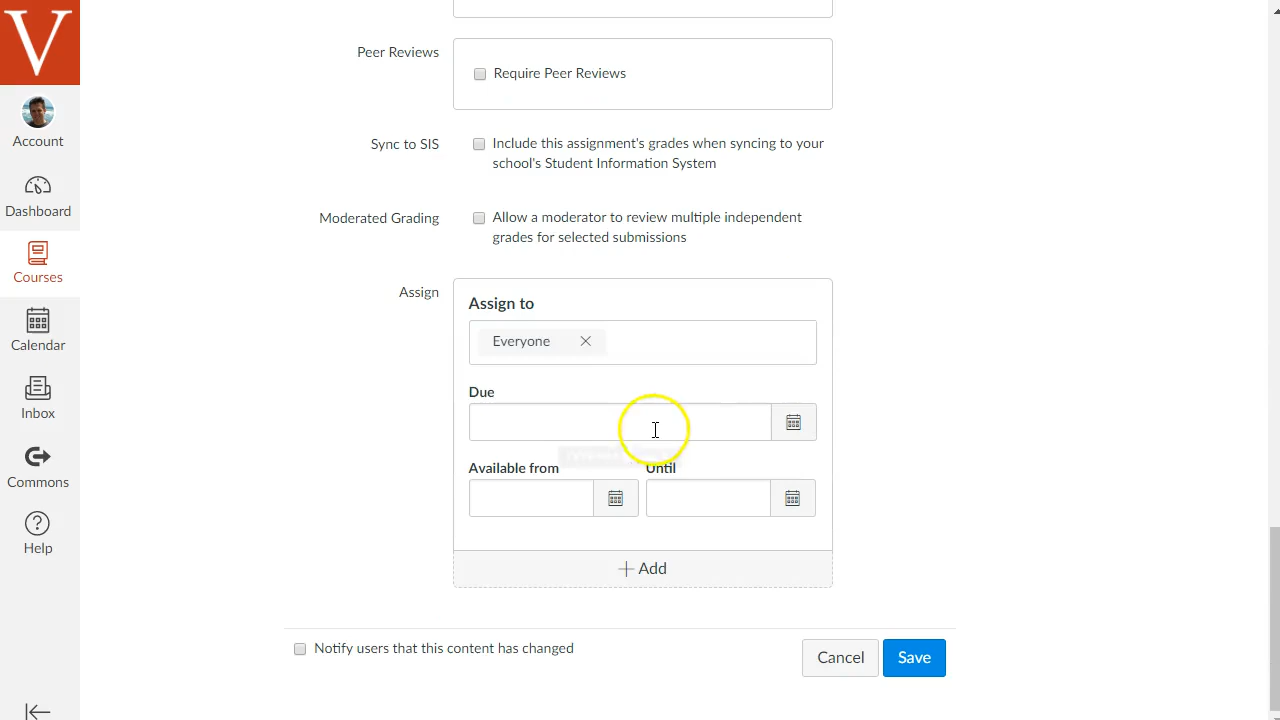 V
Account
Dashboard
Courses
Calendar
Inbox
Commons
Help
Peer Reviews
Require Peer Reviews
Sync to SIS
Include this assignment's grades when syncing to your
school's Student Information System
Moderated Grading
Allow a moderator to review multiple independent
grades for selected submissions
Assign
Assign to
Everyone
Due
Available from
Until
Add
Notify users that this content has changed
Cancel
Save